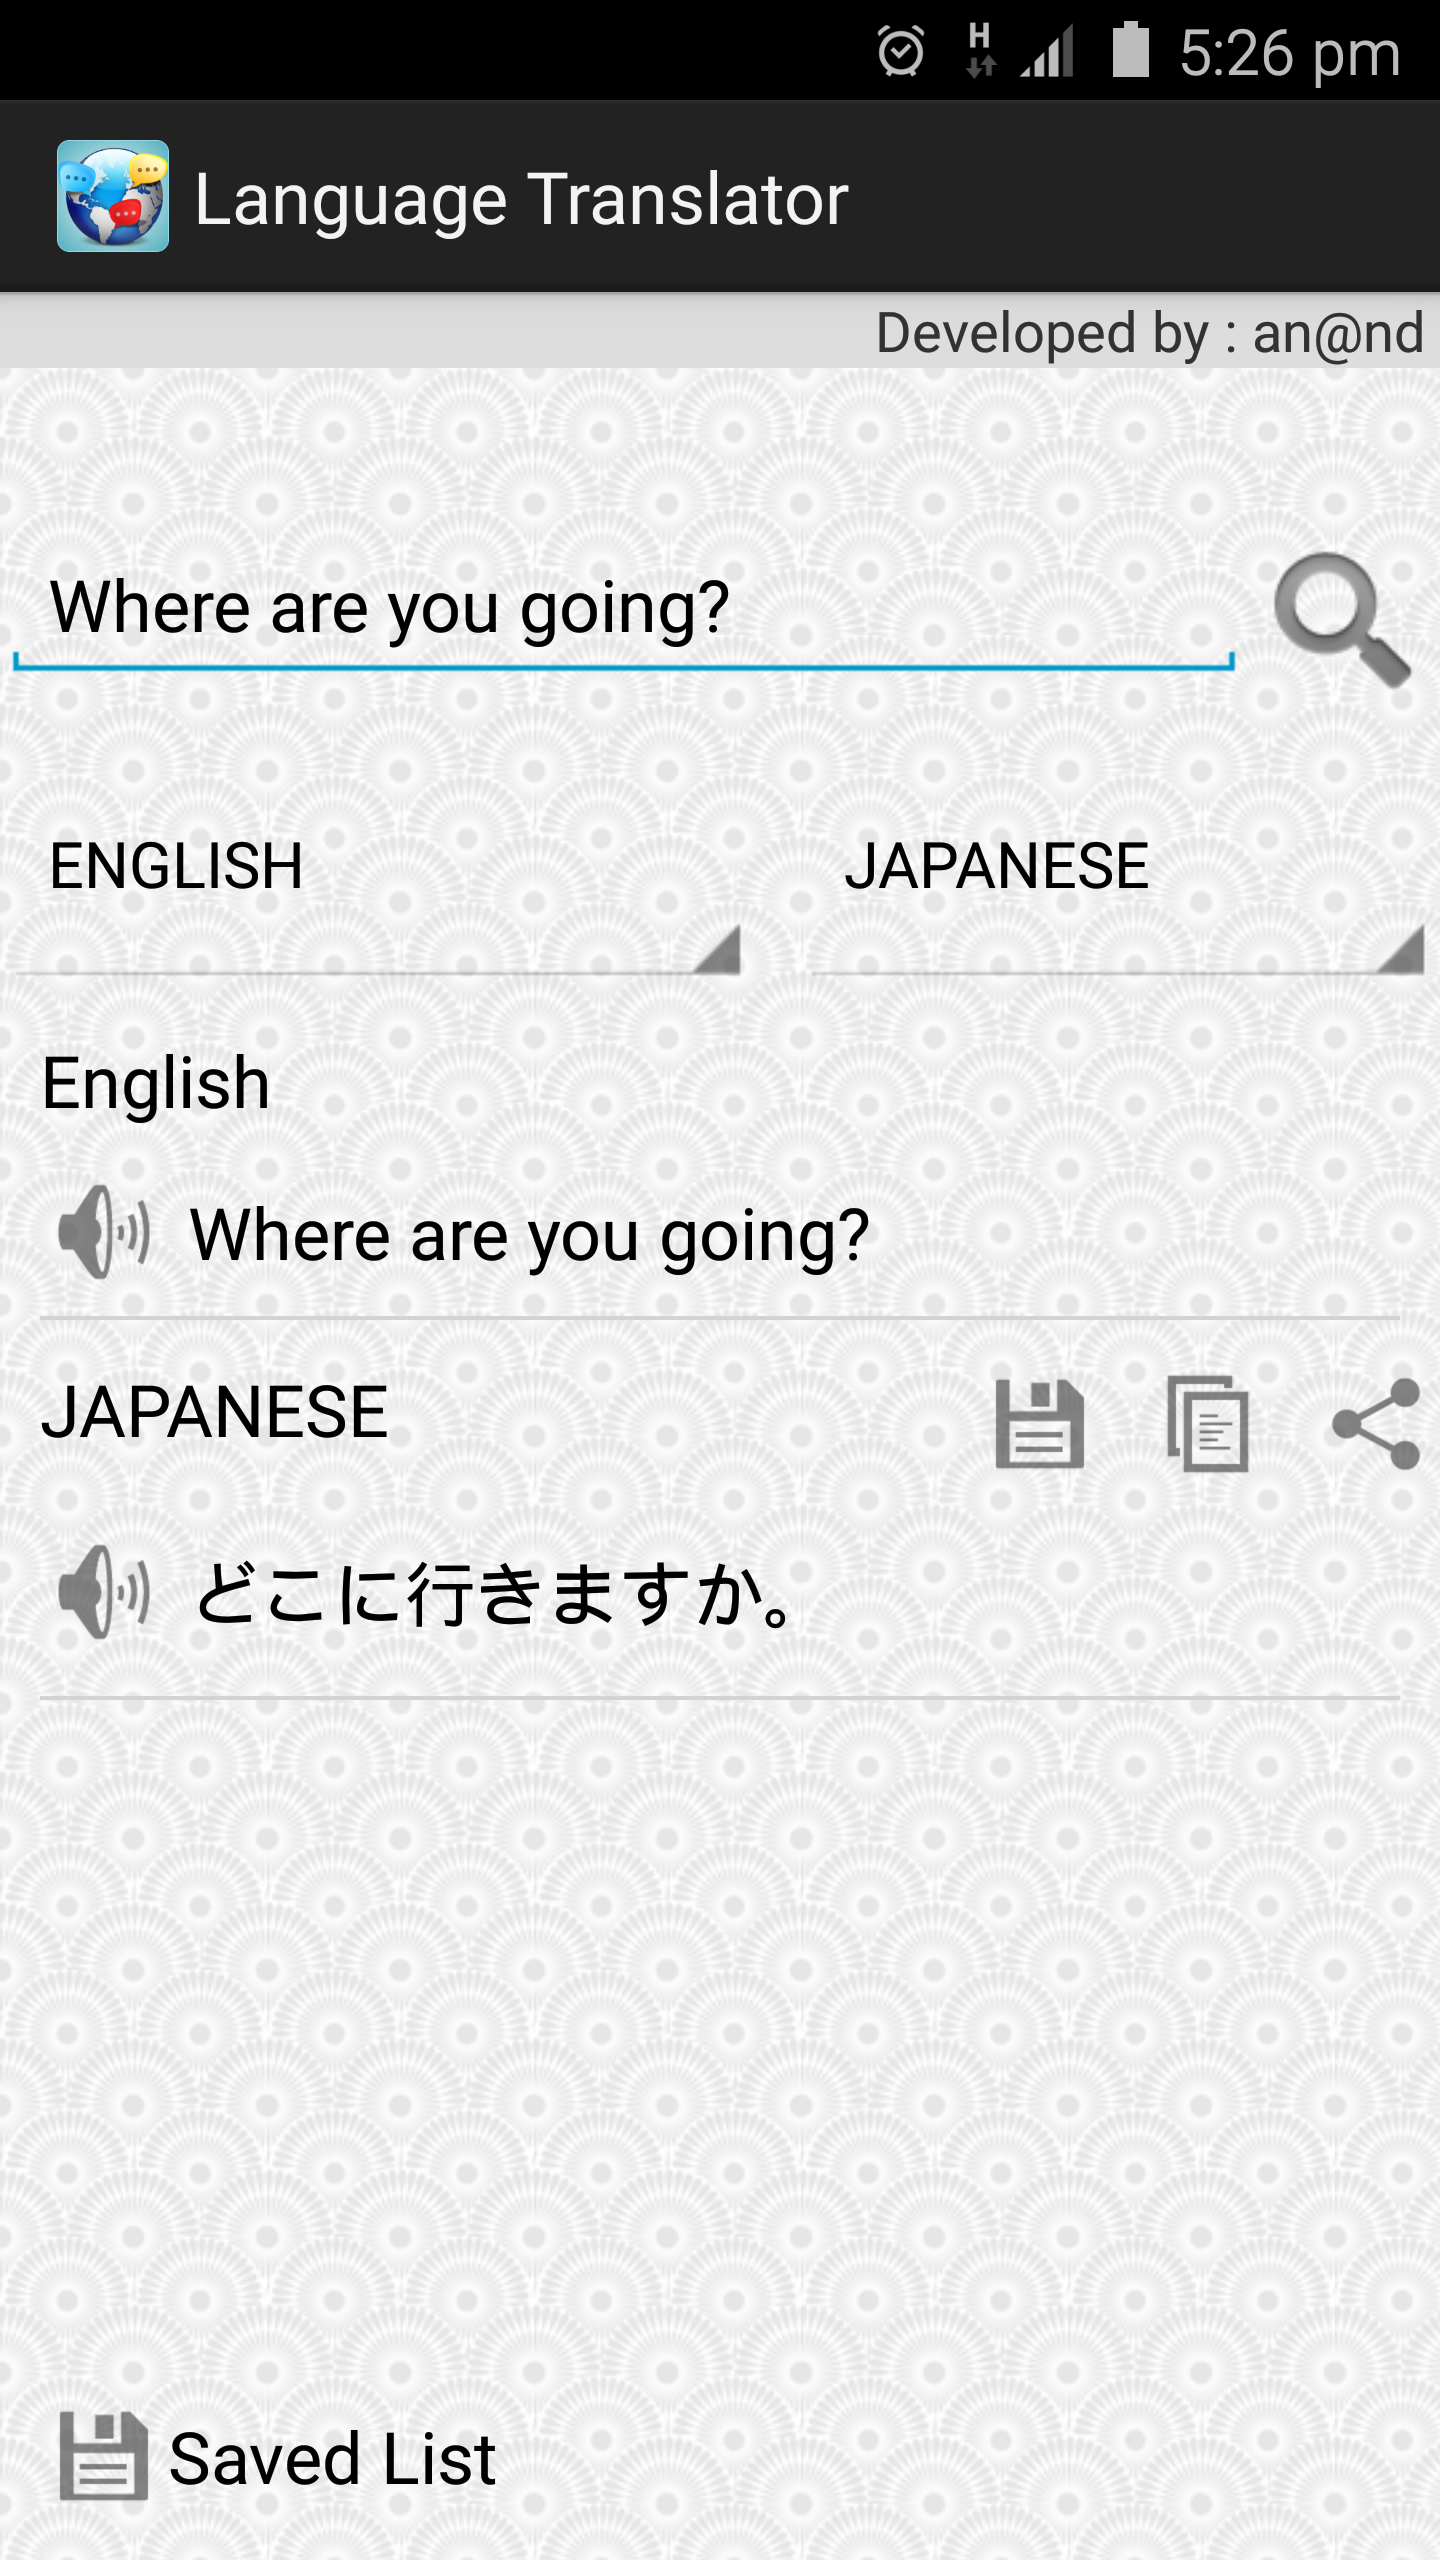 H
5:26 pm
Language Translator
Developed by : an@nd
Where are you going?
ENGLISH
JAPANESE
English
Where are you going?
JAPANESE
どこに行きますか。
Saved List